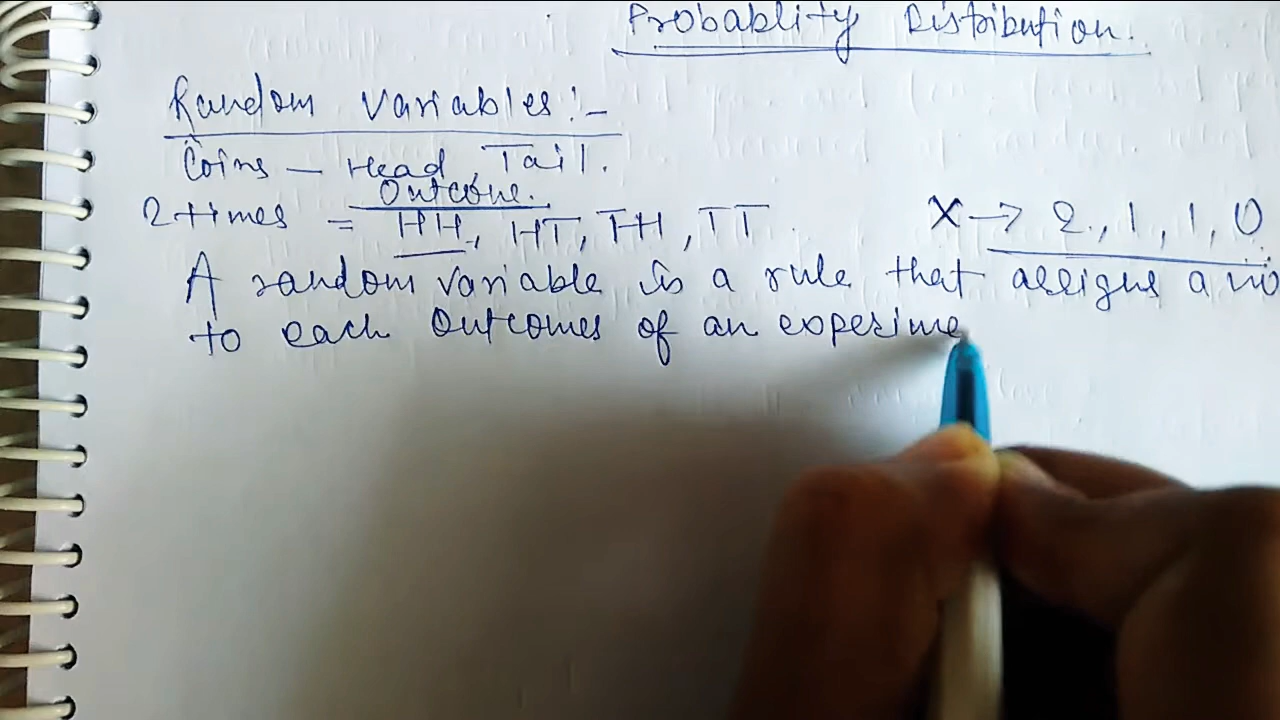 Probablity Distribution.
Random Variables:-
Coins – Head, Tail.
Outcome.
2 times = HH, HT, TH, TT X → 2, 1, 1, 0
A random variable is a rule that assigns a no
to each outcomes of an experime